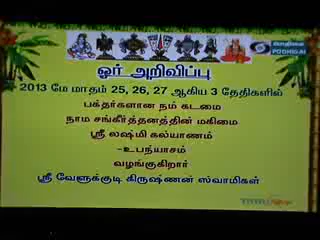 பொதிகை
PODHIGAI
ஓர் அறிவிப்பு
2013 மே மாதம் 25, 26, 27 ஆகிய 3 தேதிகளில்
பக்தர்களான நம் கடமை
நாம சங்கீர்த்தனத்தின் மகிமை
ஸ்ரீ லஷ்மி கல்யாணம்
-உபந்யாசம்
வழங்குகிறார்
ஸ்ரீ வேளுக்குடி கிருஷ்ணன் ஸ்வாமிகள்